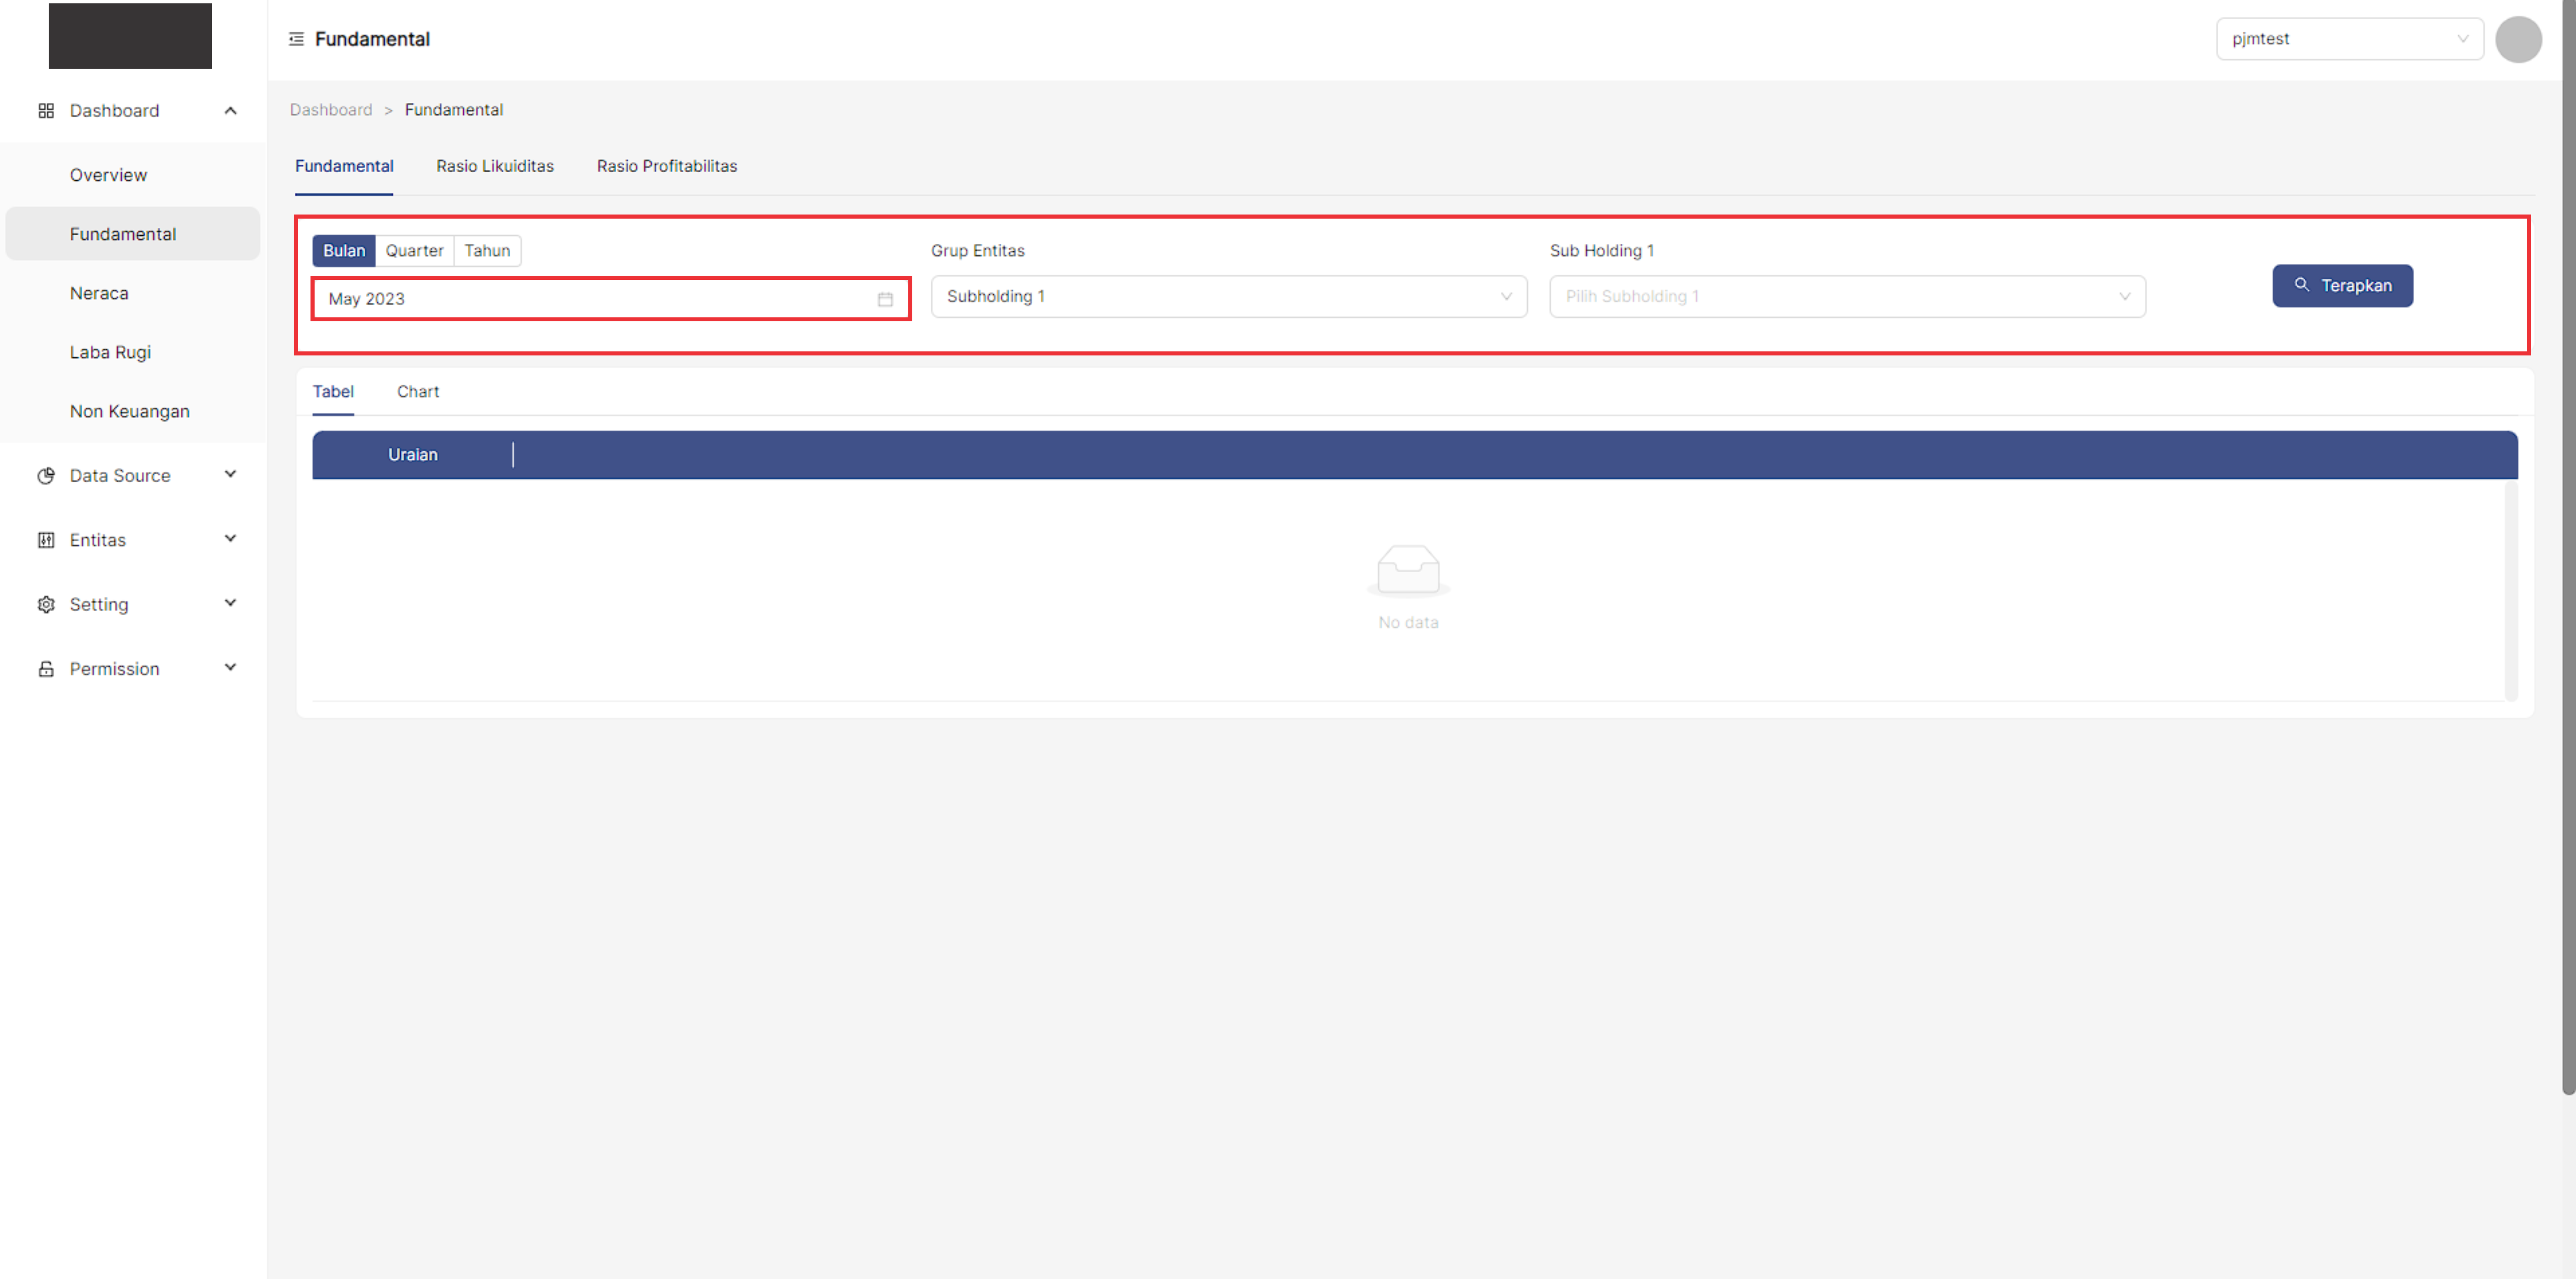 Fundamental
pjmtest
Dashboard
Overview
Fundamental
Neraca
Laba Rugi
Non Keuangan
Data Source
Entitas
Setting
Permission
Dashboard > Fundamental
Fundamental Rasio Likuiditas Rasio Profitabilitas
Bulan Quarter Tahun
May 2023
Grup Entitas
Subholding 1
Sub Holding 1
Pilih Subholding 1
Terapkan
Tabel Chart
Uraian
No data